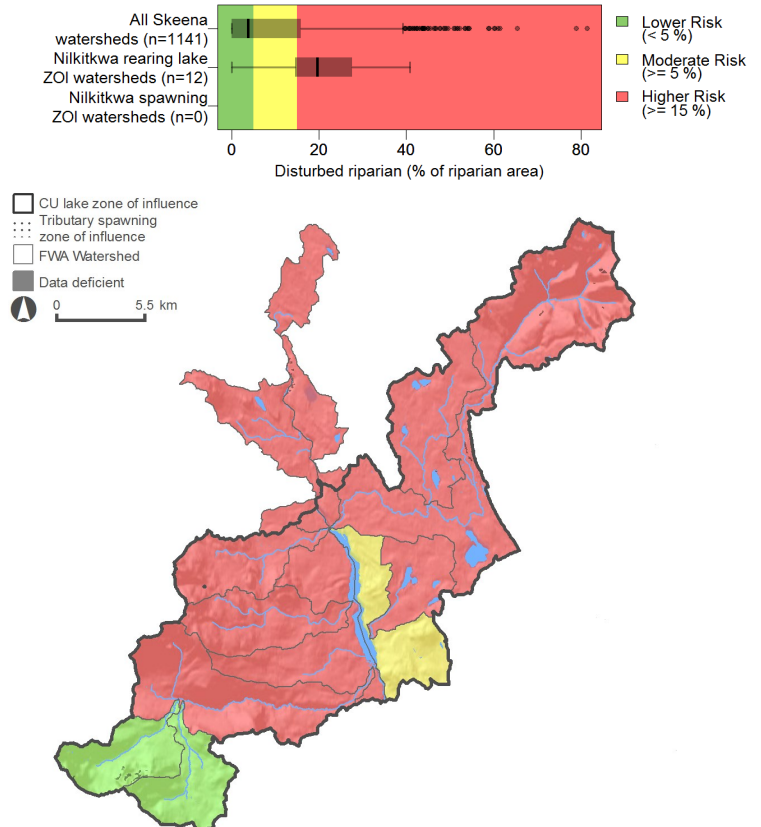 All Skeena
watersheds (n=1141)
Nilkitkwa rearing lake
ZOI watersheds (n=12)
Nilkitkwa spawning
ZOI watersheds (n=0)
Lower Risk
(< 5 %)
Moderate Risk
(>= 5 %)
Higher Risk
(>= 15 %)
0 20 40 60 80
Disturbed riparian (% of riparian area)
CU lake zone of influence
Tributary spawning
zone of influence
FWA Watershed
Data deficient
0 5.5 km